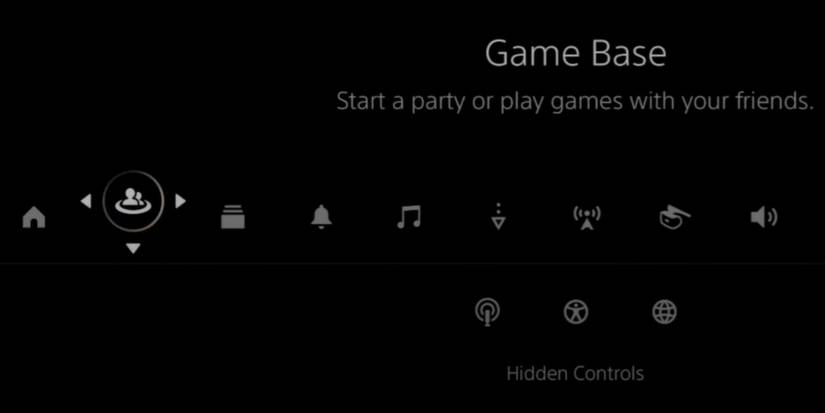 Game Base
Start a party or play games with your friends.
Hidden Controls